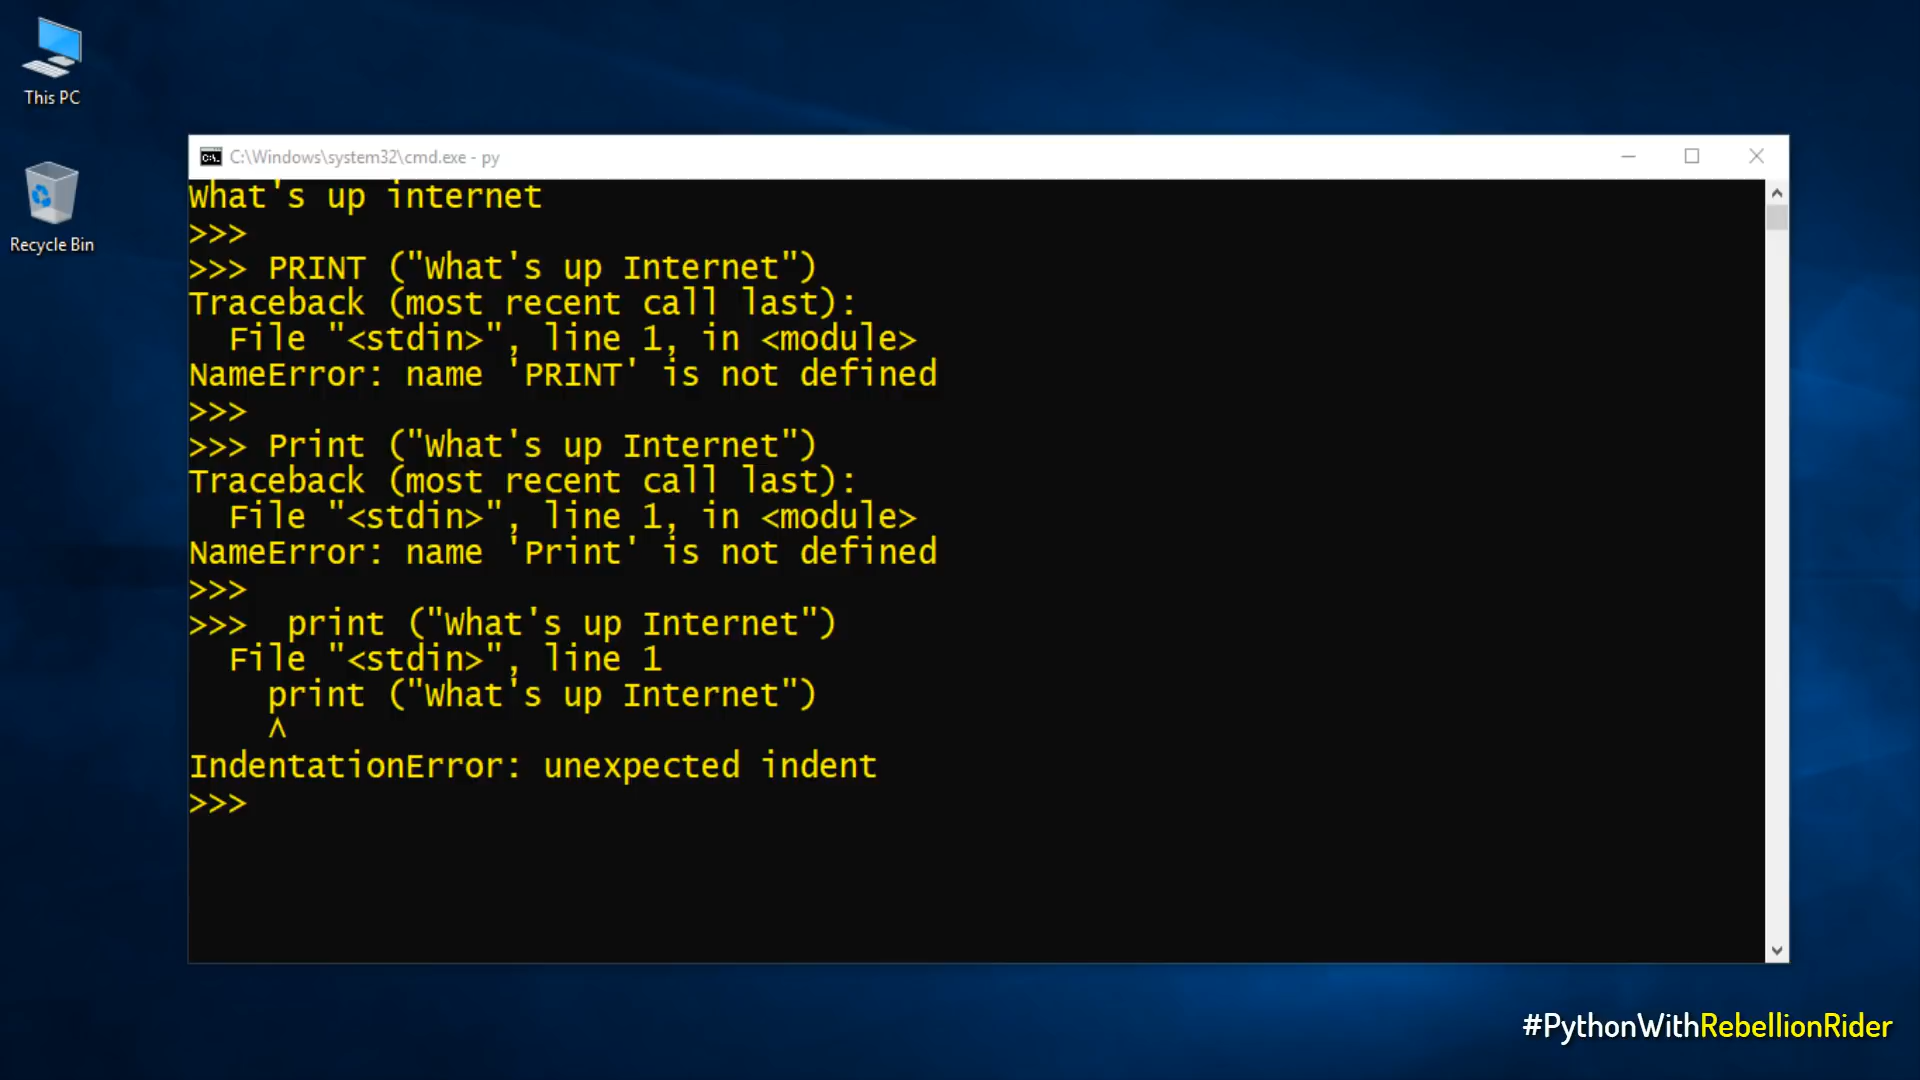 This PC
Recycle Bin
C:\Windows\system32\cmd.exe - py
What's up internet
>>>
>>> PRINT ("What's up Internet")
Traceback (most recent call last):
  File "<stdin>", line 1, in <module>
NameError: name 'PRINT' is not defined
>>>
>>> Print ("What's up Internet")
Traceback (most recent call last):
  File "<stdin>", line 1, in <module>
NameError: name 'Print' is not defined
>>>
>>>  print ("What's up Internet")
  File "<stdin>", line 1
    print ("What's up Internet")
    ^
IndentationError: unexpected indent
>>>
#PythonWithRebellionRider